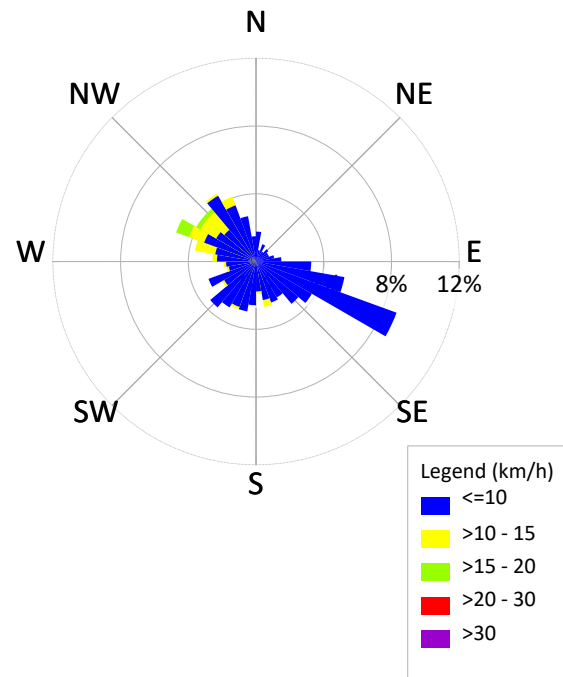 N
NW
NE
W
E
8%
12%
SW
SE
S
Legend (km/h)
<=10
>10 - 15
>15 - 20
>20 - 30
>30